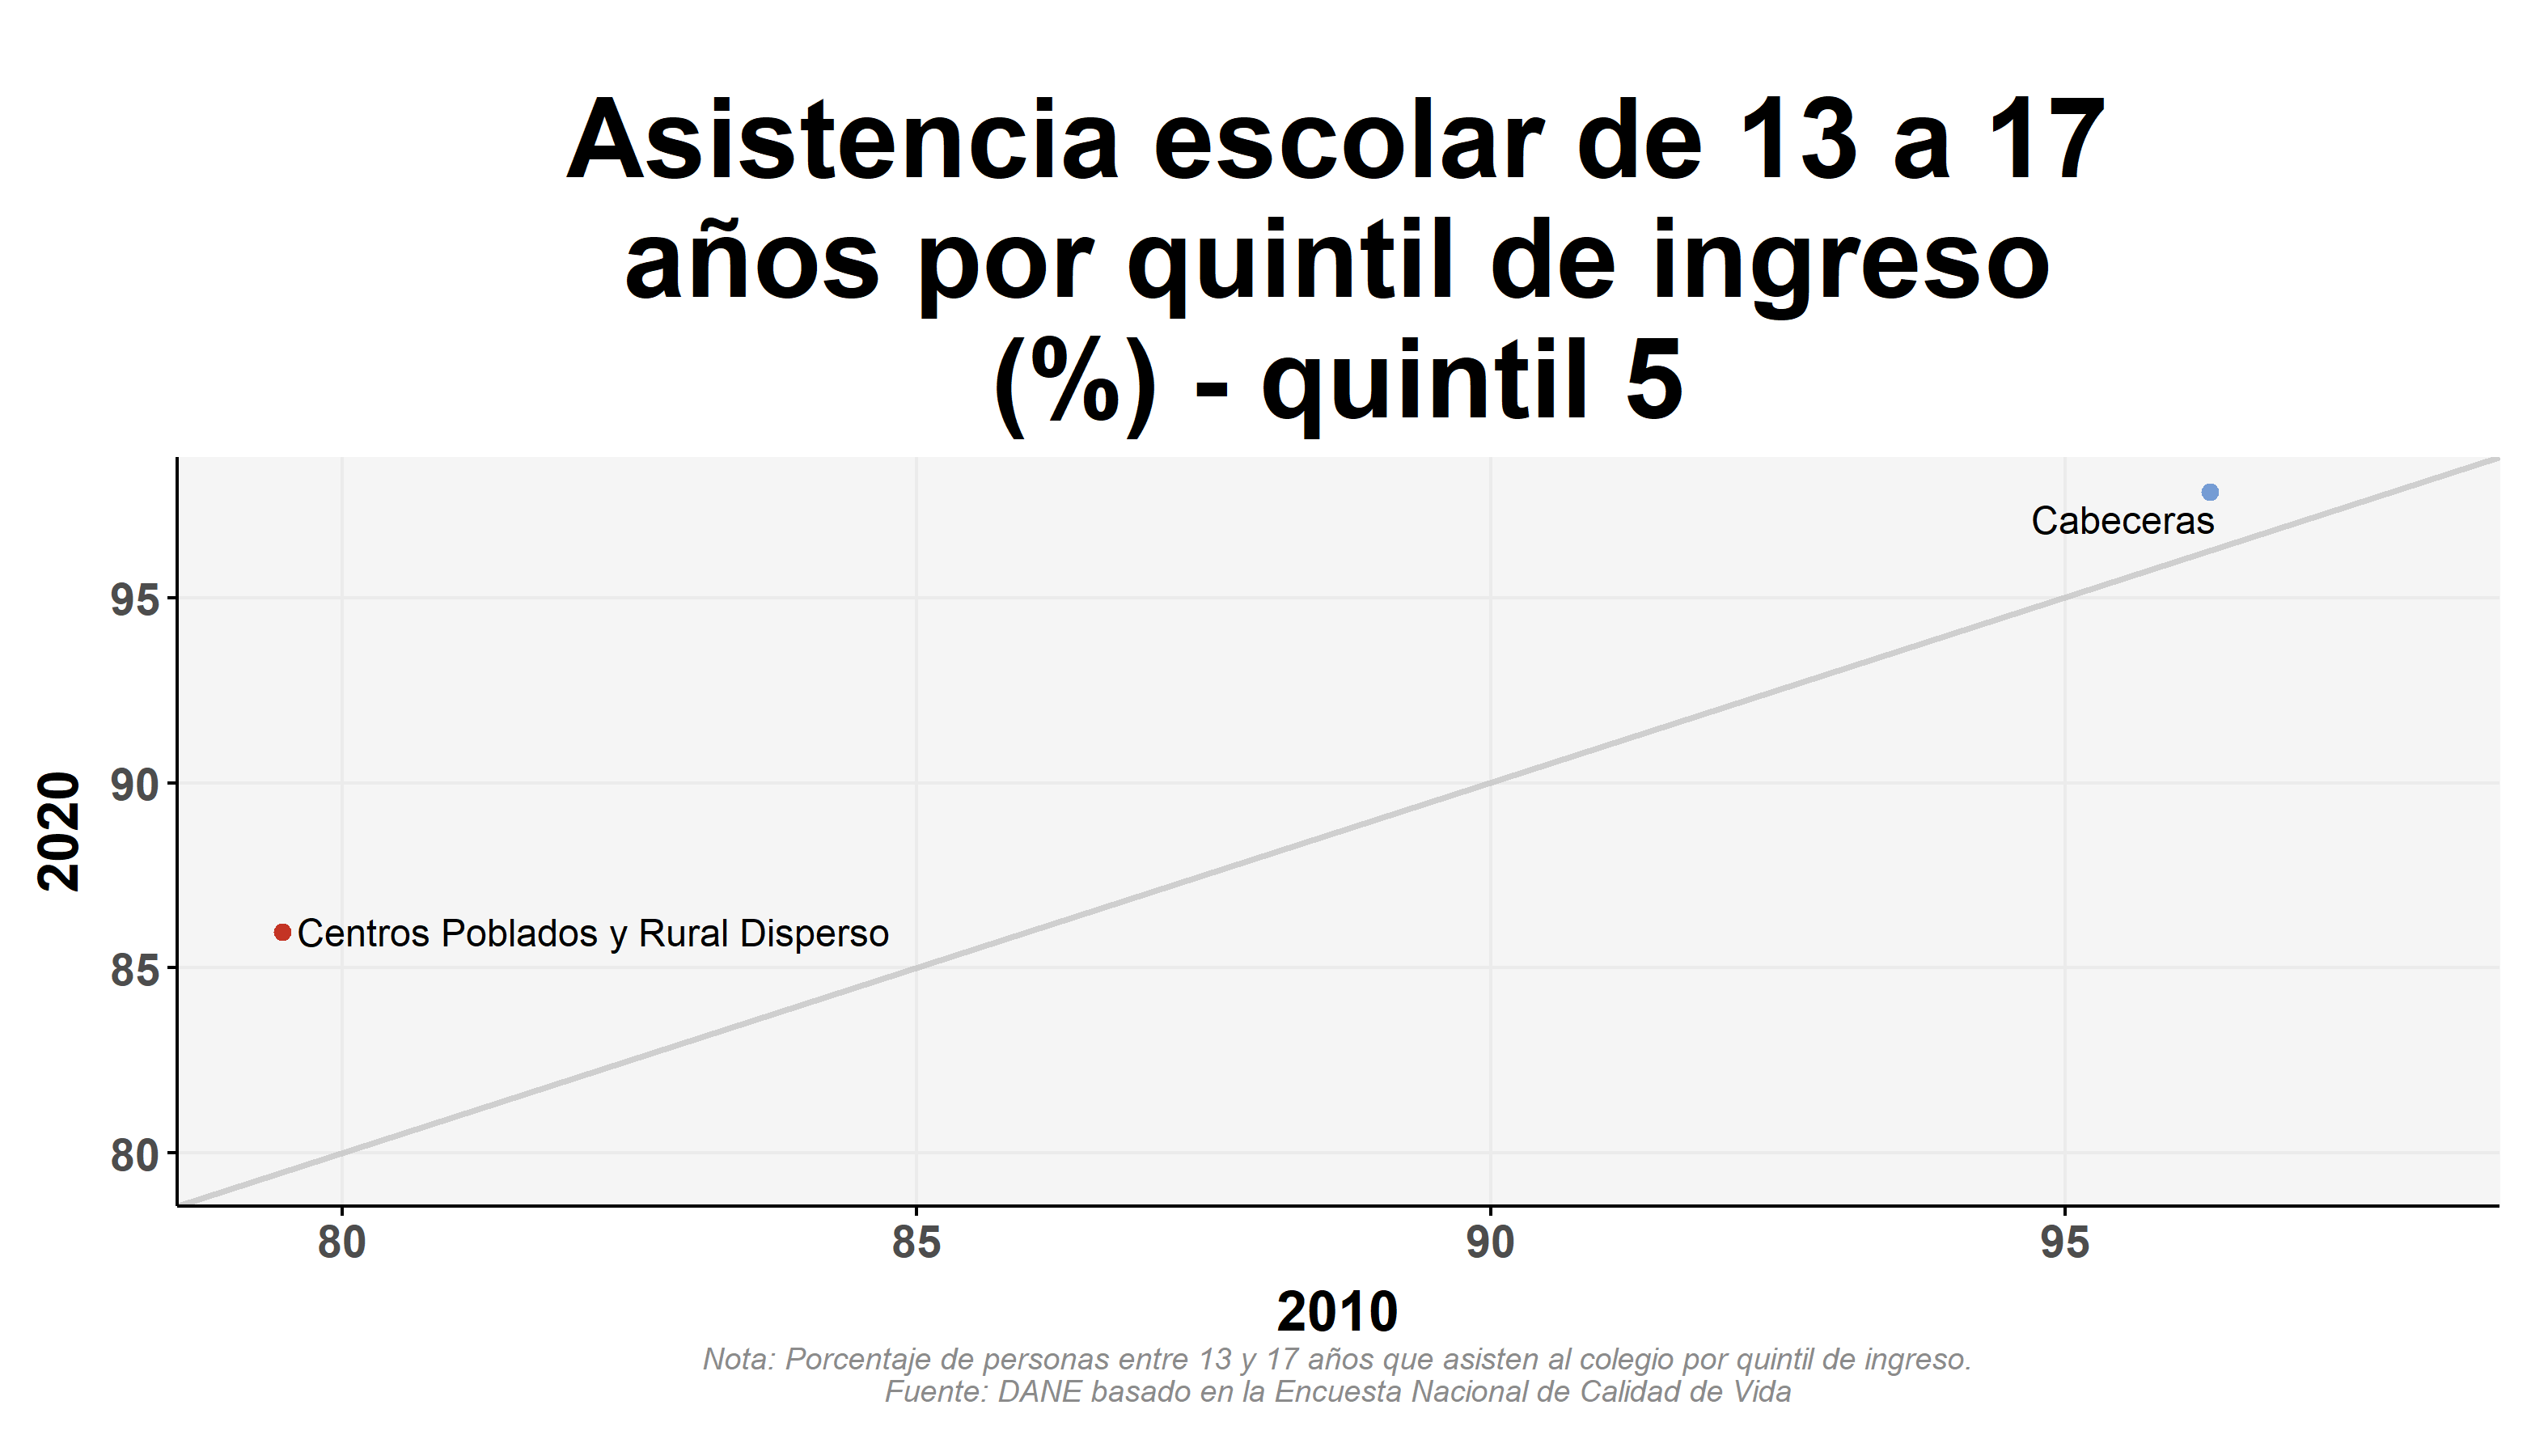 Asistencia escolar de 13 a 17
años por quintil de ingreso
(%) - quintil 5
Cabeceras
95
90
2020
Centros Poblados y Rural Disperso
85
80
80 85 90 95
2010
Nota: Porcentaje de personas entre 13 y 17 años que asisten al colegio por quintil de ingreso.
Fuente: DANE basado en la Encuesta Nacional de Calidad de Vida